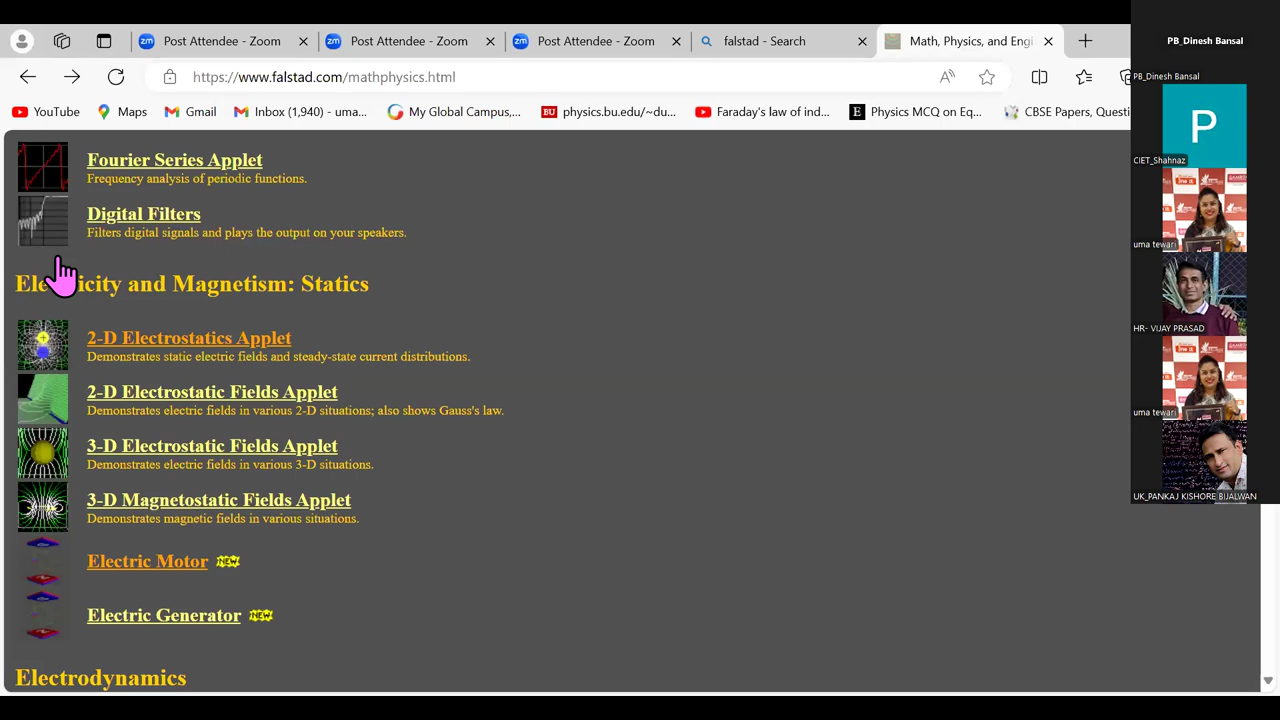 Post Attendee - Zoom
Post Attendee - Zoom
Post Attendee - Zoom
falstad - Search
Math, Physics, and Engi
https://www.falstad.com/mathphysics.html
YouTube
Maps
Gmail
Inbox (1,940) - uma...
My Global Campus,...
physics.bu.edu/~du...
Faraday's law of ind...
Physics MCQ on Eq...
CBSE Papers, Questi
Fourier Series Applet
Frequency analysis of periodic functions.
Digital Filters
Filters digital signals and plays the output on your speakers.
Ele icity and Magnetism: Statics
2-D Electrostatics Applet
Demonstrates static electric fields and steady-state current distributions.
2-D Electrostatic Fields Applet
Demonstrates electric fields in various 2-D situations; also shows Gauss's law.
3-D Electrostatic Fields Applet
Demonstrates electric fields in various 3-D situations.
3-D Magnetostatic Fields Applet
Demonstrates magnetic fields in various situations.
Electric Motor NEW
Electric Generator NEW
Electrodynamics
PB_Dinesh Bansal
PB_Dinesh Bansal
P
CIET_Shahnaz
uma tewari
HR- VIJAY PRASAD
uma tewari
UK_PANKAJ KISHORE BIJALWAN